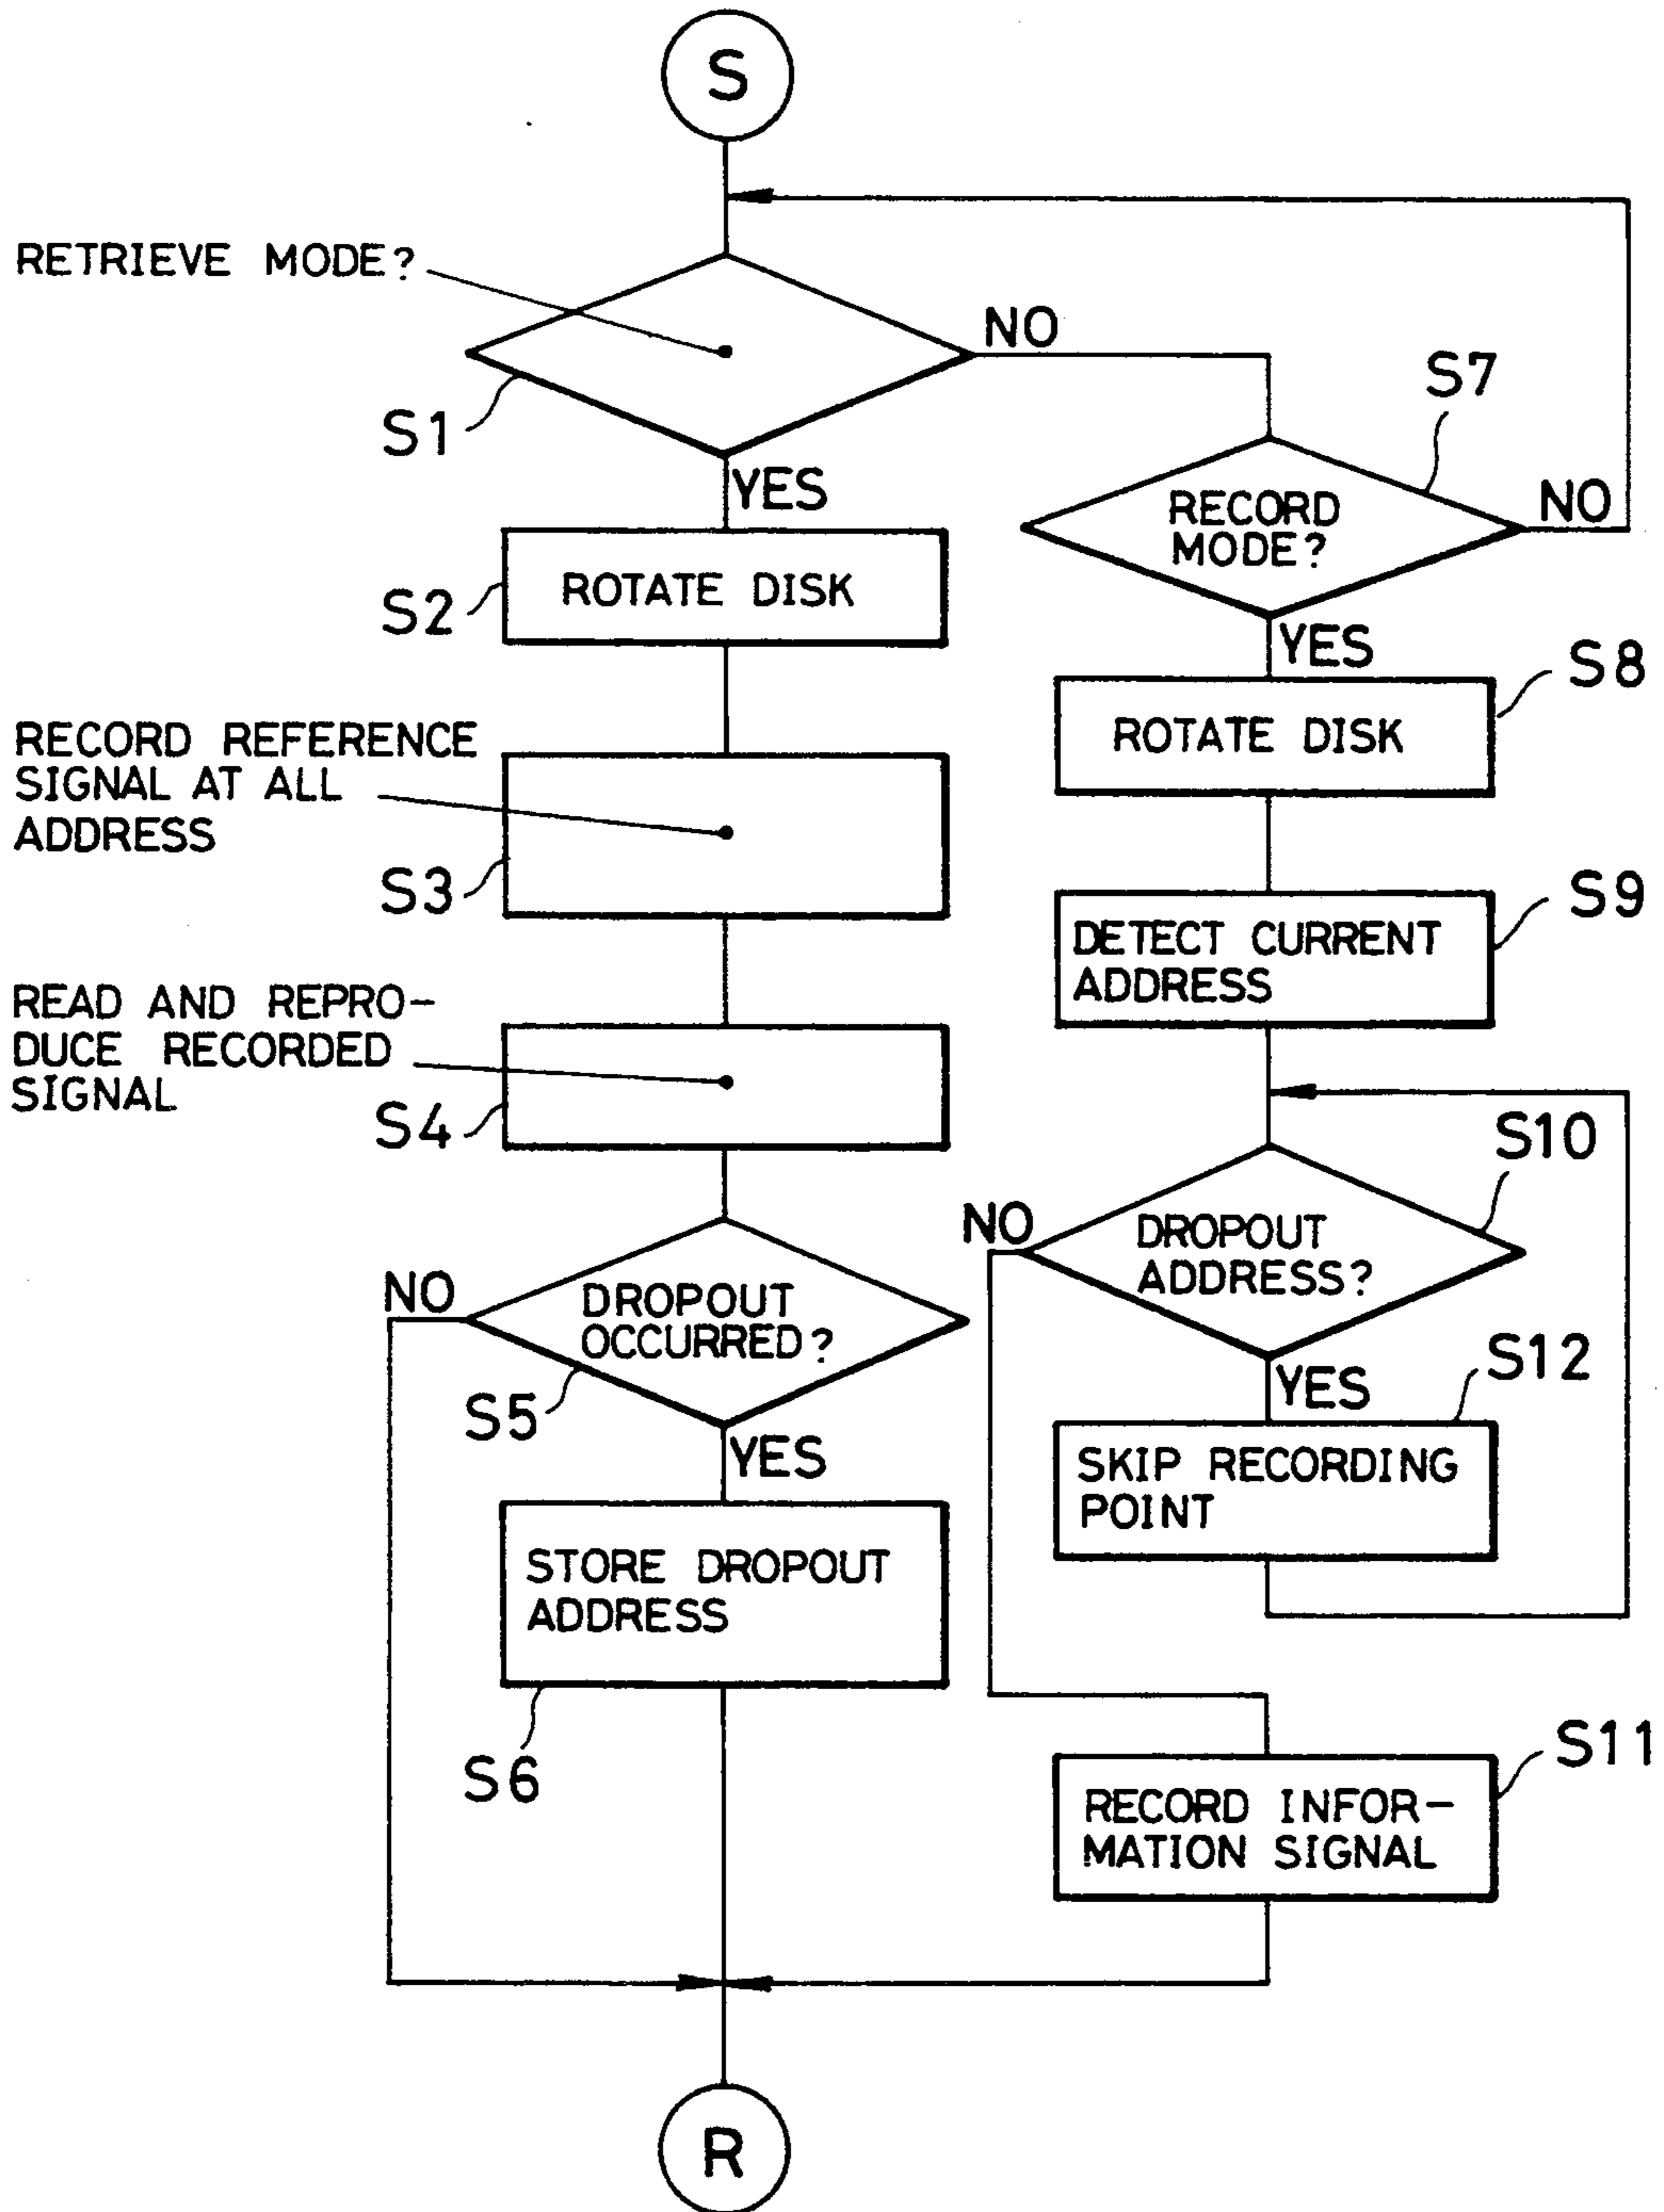 S
RETRIEVE MODE?
NO
S1
S7
YES
RECORD
MODE?
NO
ROTATE DISK
S2
YES
S8
ROTATE DISK
RECORD REFERENCE
SIGNAL AT ALL
ADDRESS
S3
S9
DETECT CURRENT
ADDRESS
READ AND REPRO-
DUCE RECORDED
SIGNAL
S4
S10
NO
DROPOUT
ADDRESS?
NO
DROPOUT
OCCURRED?
S5
YES
S12
YES
SKIP RECORDING
POINT
STORE DROPOUT
ADDRESS
S6
S11
RECORD INFOR-
MATION SIGNAL
R